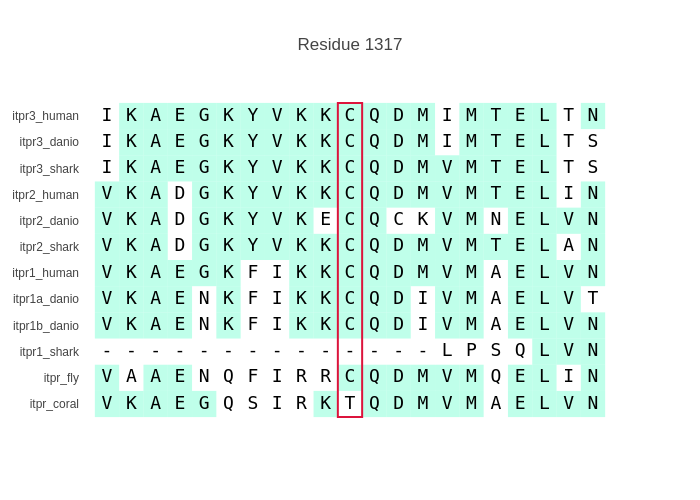 Residue 1317
itpr3_human I K A E G K Y V K K C Q D M I M T E L T N
itpr3_danio I K A E G K Y V K K C Q D M I M T E L T S
itpr3_shark I K A E G K Y V K K C Q D M V M T E L T S
itpr2_human V K A D G K Y V K K C Q D M V M T E L I N
itpr2_danio V K A D G K Y V K E C Q C K V M N E L V N
itpr2_shark V K A D G K Y V K K C Q D M V M T E L A N
itpr1_human V K A E G K F I K K C Q D M V M A E L V N
itpr1a_danio V K A E N K F I K K C Q D I V M A E L V T
itpr1b_danio V K A E N K F I K K C Q D I V M A E L V N
itpr1_shark - - - - - - - - - - - - - - L P S Q L V N
itpr_fly V A A E N Q F I R R C Q D M V M Q E L I N
itpr_coral V K A E G Q S I R K T Q D M V M A E L V N